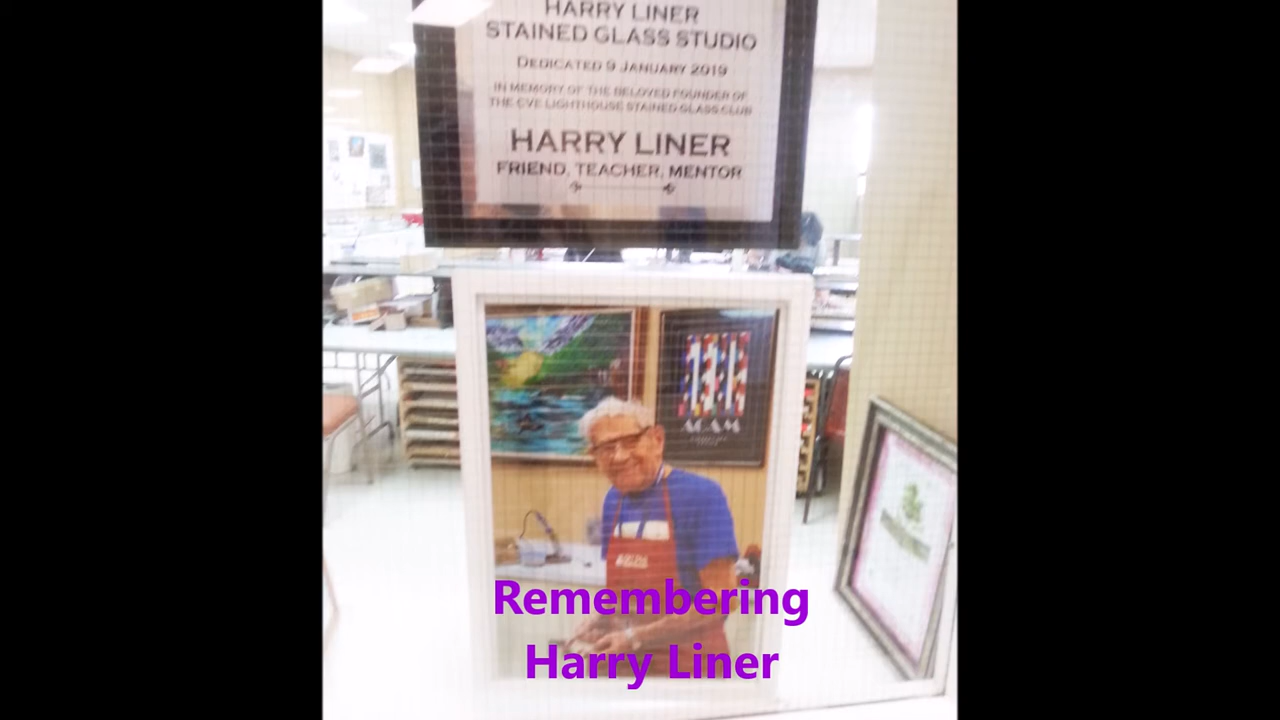 HARRY LINER
STAINED GLASS STUDIO
DEDICATED 9 JANUARY 2019
IN MEMORY OF THE BELOVED FOUNDER OF
THE CVE LIGHTHOUSE STAINED GLASS CLUB
HARRY LINER
FRIEND, TEACHER, MENTOR
ACAM
Remembering
Harry Liner